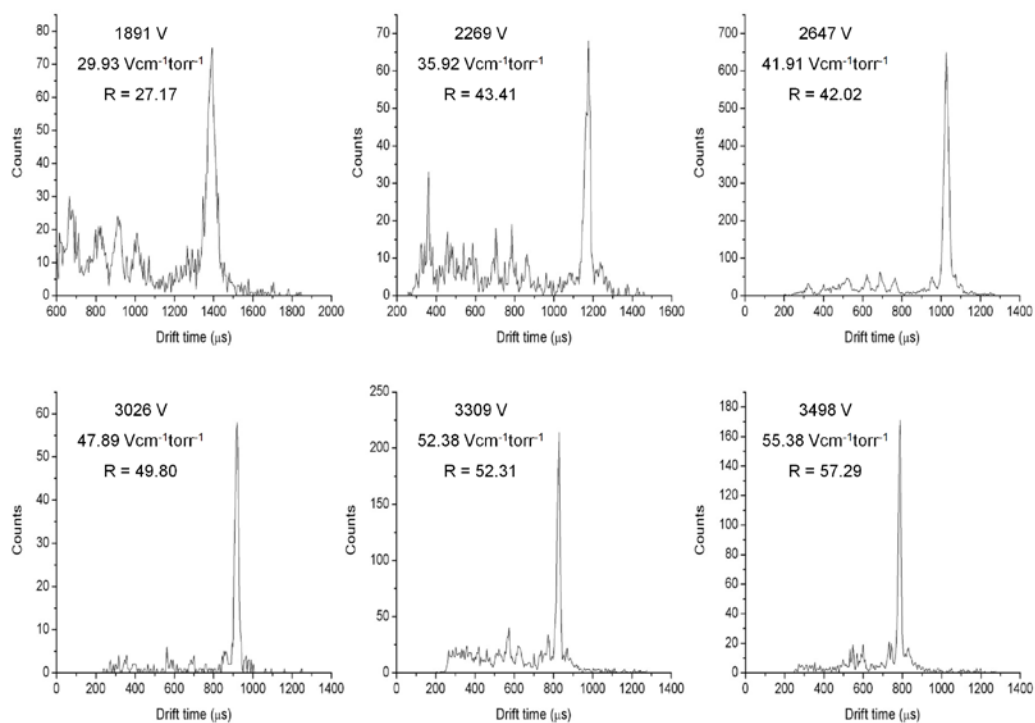 1891 V
29.93 Vcm⁻¹torr⁻¹
R = 27.17
Counts
80
70
60
50
40
30
20
10
0
600 800 1000 1200 1400 1600 1800 2000
Drift time (μs)
2269 V
35.92 Vcm⁻¹torr⁻¹
R = 43.41
Counts
70
60
50
40
30
20
10
0
200 400 600 800 1000 1200 1400 1600
Drift time (μs)
2647 V
41.91 Vcm⁻¹torr⁻¹
R = 42.02
Counts
700
600
500
400
300
200
100
0
0 200 400 600 800 1000 1200 1400
Drift time (μs)
3026 V
47.89 Vcm⁻¹torr⁻¹
R = 49.80
Counts
60
50
40
30
20
10
0
0 200 400 600 800 1000 1200 1400
Drift time (μs)
3309 V
52.38 Vcm⁻¹torr⁻¹
R = 52.31
Counts
250
200
150
100
50
0
0 200 400 600 800 1000 1200 1400
Drift time (μs)
3498 V
55.38 Vcm⁻¹torr⁻¹
R = 57.29
Counts
180
160
140
120
100
80
60
40
20
0
0 200 400 600 800 1000 1200 1400
Drift time (μs)